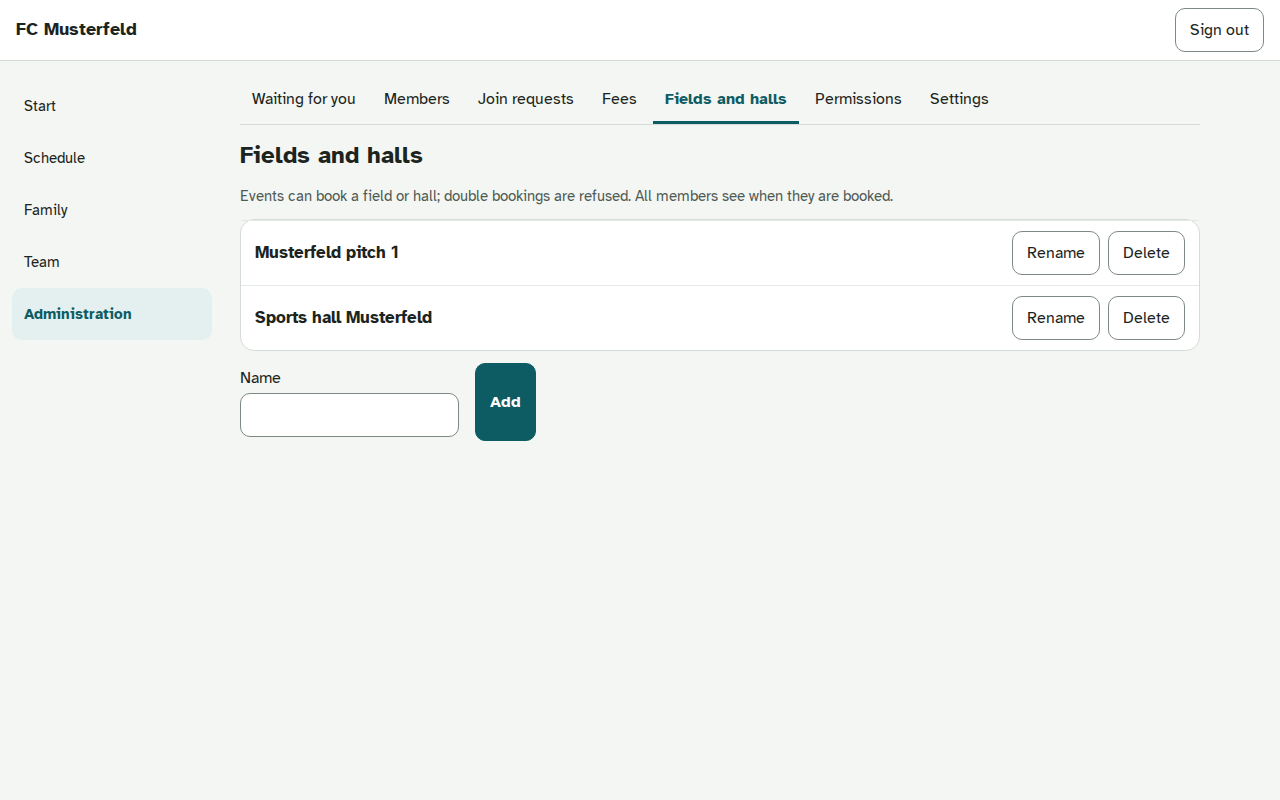 FC Musterfeld
Sign out
Start
Schedule
Family
Team
Administration
Waiting for you
Members
Join requests
Fees
Fields and halls
Permissions
Settings
Fields and halls
Events can book a field or hall; double bookings are refused. All members see when they are booked.
Musterfeld pitch 1
Rename
Delete
Sports hall Musterfeld
Rename
Delete
Name
Add